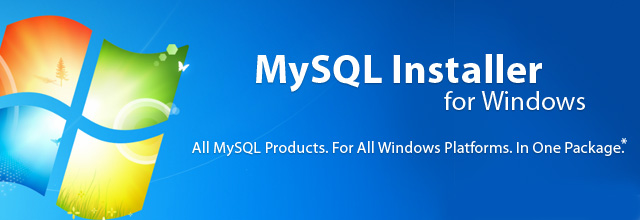 MySQL Installer
for Windows
All MySQL Products. For All Windows Platforms. In One Package.*